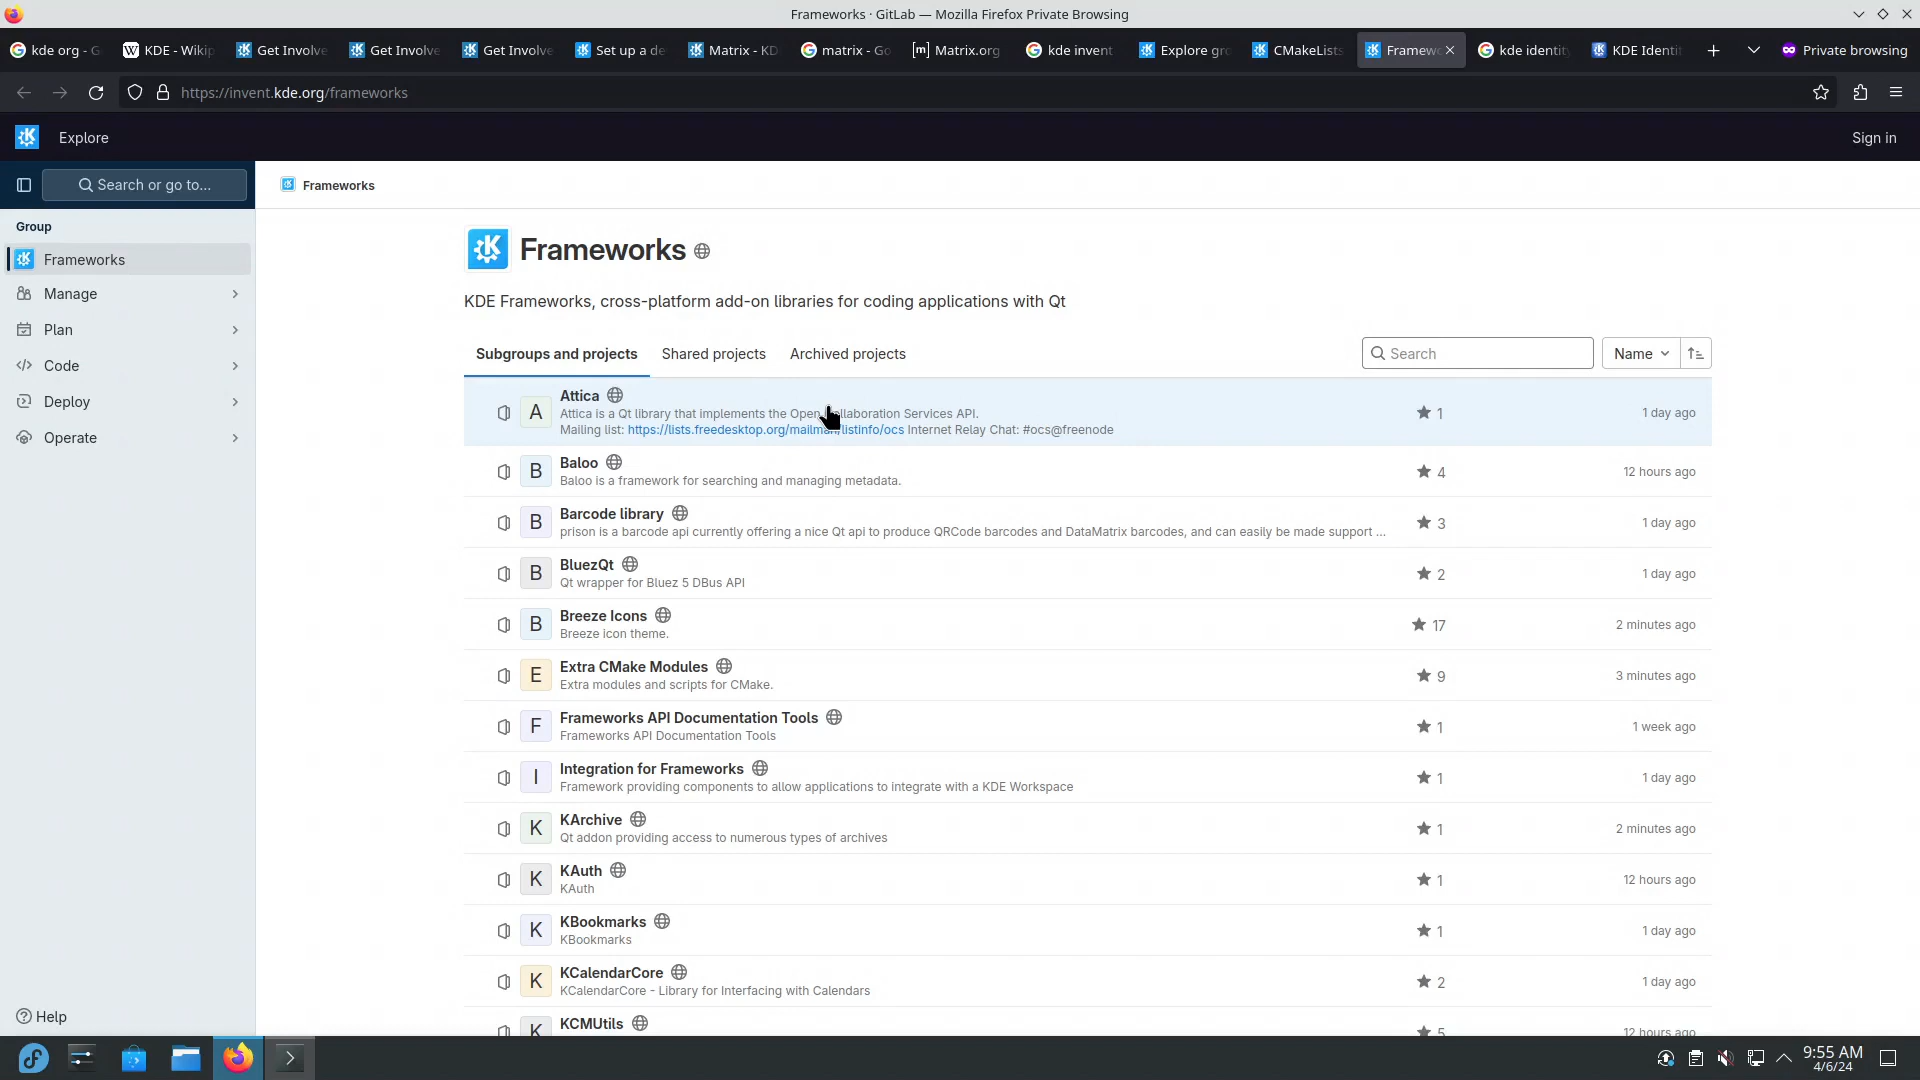 Frameworks · GitLab — Mozilla Firefox Private Browsing
kde org - G
KDE - Wikip
Get Involve
Get Involve
Get Involve
Set up a de
Matrix - KD
matrix - Go
Matrix.org
kde invent
Explore gro
CMakeLists
Framewo
kde identit
KDE Identi
Private browsing
https://invent.kde.org/frameworks
Explore
Sign in
Search or go to...
Frameworks
Group
Frameworks
Manage
Plan
Code
Deploy
Operate
Help
Frameworks
KDE Frameworks, cross-platform add-on libraries for coding applications with Qt
Subgroups and projects
Shared projects
Archived projects
Search
Name
A
Attica
Attica is a Qt library that implements the Open Collaboration Services API.
Mailing list: https://lists.freedesktop.org/mailman/listinfo/ocs Internet Relay Chat: #ocs@freenode
1
1 day ago
B
Baloo
Baloo is a framework for searching and managing metadata.
4
12 hours ago
B
Barcode library
prison is a barcode api currently offering a nice Qt api to produce QRCode barcodes and DataMatrix barcodes, and can easily be made support ...
3
1 day ago
B
BluezQt
Qt wrapper for Bluez 5 DBus API
2
1 day ago
B
Breeze Icons
Breeze icon theme.
17
2 minutes ago
E
Extra CMake Modules
Extra modules and scripts for CMake.
9
3 minutes ago
F
Frameworks API Documentation Tools
Frameworks API Documentation Tools
1
1 week ago
I
Integration for Frameworks
Framework providing components to allow applications to integrate with a KDE Workspace
1
1 day ago
K
KArchive
Qt addon providing access to numerous types of archives
1
2 minutes ago
K
KAuth
KAuth
1
12 hours ago
K
KBookmarks
KBookmarks
1
1 day ago
K
KCalendarCore
KCalendarCore - Library for Interfacing with Calendars
2
1 day ago
K
KCMUtils
5
12 hours ago
9:55 AM
4/6/24